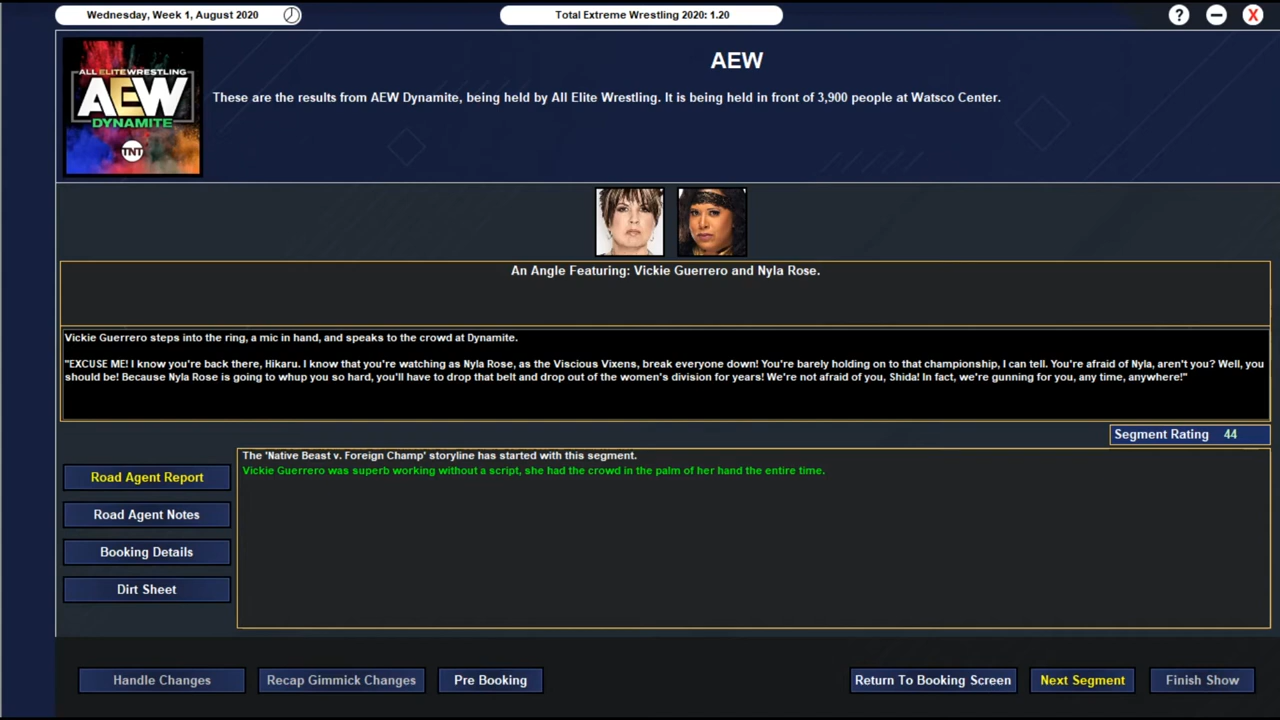 Wednesday, Week 1, August 2020
Total Extreme Wrestling 2020: 1.20
?
X
AEW
ALL ELITE WRESTLING
AEW
DYNAMITE
TNT
These are the results from AEW Dynamite, being held by All Elite Wrestling. It is being held in front of 3,900 people at Watsco Center.
An Angle Featuring: Vickie Guerrero and Nyla Rose.
Vickie Guerrero steps into the ring, a mic in hand, and speaks to the crowd at Dynamite.
"EXCUSE ME! I know you're back there, Hikaru. I know that you're watching as Nyla Rose, as the Viscious Vixens, break everyone down! You're barely holding on to that championship, I can tell. You're afraid of Nyla, aren't you? Well, you
should be! Because Nyla Rose is going to whup you so hard, you'll have to drop that belt and drop out of the women's division for years! We're not afraid of you, Shida! In fact, we're gunning for you, any time, anywhere!"
Segment Rating 44
The 'Native Beast v. Foreign Champ' storyline has started with this segment.
Vickie Guerrero was superb working without a script, she had the crowd in the palm of her hand the entire time.
Road Agent Report
Road Agent Notes
Booking Details
Dirt Sheet
Handle Changes
Recap Gimmick Changes
Pre Booking
Return To Booking Screen
Next Segment
Finish Show